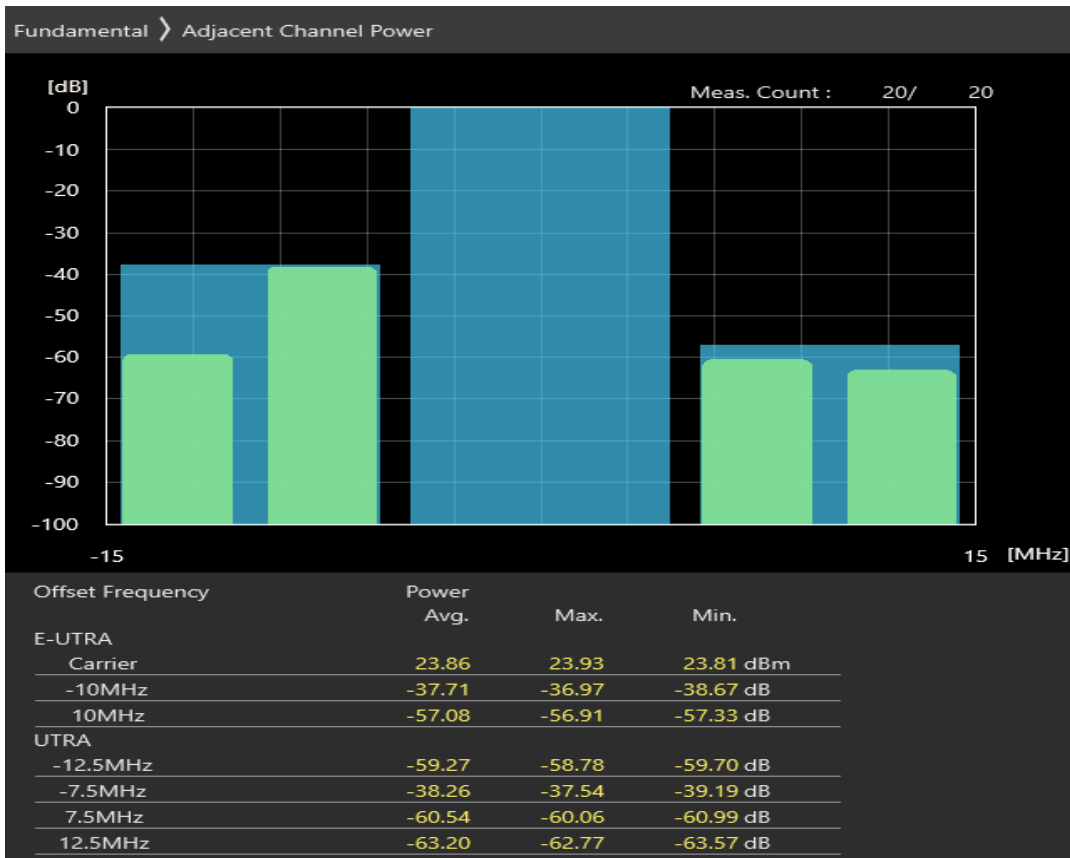 Fundamental 〉 Adjacent Channel Power
[dB]
Meas. Count : 20/ 20
0
-10
-20
-30
-40
-50
-60
-70
-80
-90
-100
-15 15 [MHz]
Offset Frequency Power
Avg. Max. Min.
E-UTRA
Carrier 23.86 23.93 23.81 dBm
-10MHz -37.71 -36.97 -38.67 dB
10MHz -57.08 -56.91 -57.33 dB
UTRA
-12.5MHz -59.27 -58.78 -59.70 dB
-7.5MHz -38.26 -37.54 -39.19 dB
7.5MHz -60.54 -60.06 -60.99 dB
12.5MHz -63.20 -62.77 -63.57 dB